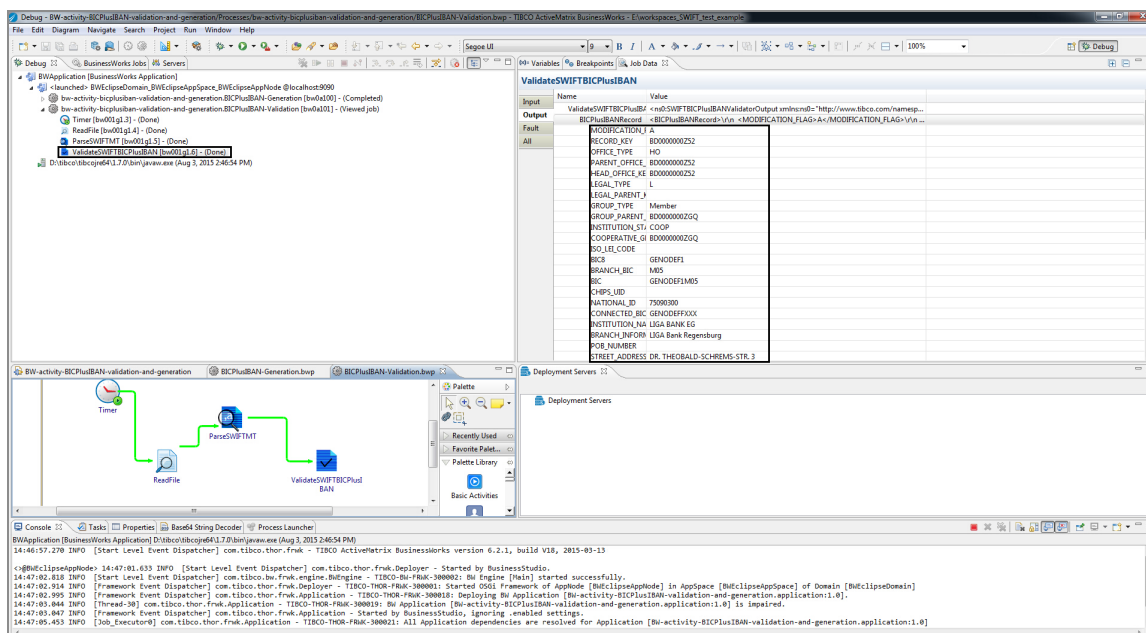 Debug - BW-activity-BICPlusIBAN-validation-and-generation/Processes/bw-activity-bicplusiban-validation-and-generation/BICPlusIBAN-Validation.bwp - TIBCO ActiveMatrix BusinessWorks - E:\workspaces_SWIFT_test_example
File Edit Diagram Navigate Search Project Run Window Help
Segoe UI 9 B I A 100% Debug
Debug BusinessWorks Jobs Servers
BWApplication [BusinessWorks Application]
<launched> BWEclipseDomain_BWEclipseAppSpace_BWEclipseAppNode @localhost:9090
bw-activity-bicplusiban-validation-and-generation.BICPlusIBAN-Generation [bw0a100] - (Completed)
bw-activity-bicplusiban-validation-and-generation.BICPlusIBAN-Validation [bw0a101] - (Viewed job)
Timer [bw001g1.3] - (Done)
ReadFile [bw001g1.4] - (Done)
ParseSWIFTMT [bw001g1.5] - (Done)
ValidateSWIFTBICPlusIBAN [bw001g1.6] - (Done)
D:\tibco\tibcojre64\1.7.0\bin\javaw.exe (Aug 3, 2015 2:46:54 PM)
Variables Breakpoints Job Data
ValidateSWIFTBICPlusIBAN
Input
Output
Fault
All
Name Value
ValidateSWIFTBICPlusIBA <ns0:SWIFTBICPlusIBANValidatorOutput xmlns:ns0="http://www.tibco.com/namesp...
BICPlusIBANRecord <BICPlusIBANRecord>\r\n <MODIFICATION_FLAG>A</MODIFICATION_FLAG>\r\n ...
MODIFICATION_F A
RECORD_KEY BD0000000Z52
OFFICE_TYPE HO
PARENT_OFFICE_ BD0000000Z52
HEAD_OFFICE_KE BD0000000Z52
LEGAL_TYPE L
LEGAL_PARENT_K
GROUP_TYPE Member
GROUP_PARENT_ BD0000000ZGQ
INSTITUTION_STA COOP
COOPERATIVE_GI BD0000000ZGQ
ISO_LEI_CODE
BIC8 GENODEF1
BRANCH_BIC M05
BIC GENODEF1M05
CHIPS_UID
NATIONAL_ID 75090300
CONNECTED_BIC GENODEFFXXX
INSTITUTION_NA LIGA BANK EG
BRANCH_INFORM LIGA Bank Regensburg
POB_NUMBER
STREET_ADDRESS DR. THEOBALD-SCHREMS-STR. 3
BW-activity-BICPlusIBAN-validation-and-generation BICPlusIBAN-Generation.bwp BICPlusIBAN-Validation.bwp
Timer
ParseSWIFTMT
ReadFile
ValidateSWIFTBICPlusI
BAN
Palette
Recently Used
Favorite Palet...
Palette Library
Basic Activities
Deployment Servers
Deployment Servers
Console Tasks Properties Base64 String Decoder Process Launcher
BWApplication [BusinessWorks Application] D:\tibco\tibcojre64\1.7.0\bin\javaw.exe (Aug 3, 2015 2:46:54 PM)
14:46:57.270 INFO [Start Level Event Dispatcher] com.tibco.thor.frwk - TIBCO ActiveMatrix BusinessWorks version 6.2.1, build V18, 2015-03-13
<>@BWEclipseAppNode> 14:47:01.633 INFO [Start Level Event Dispatcher] com.tibco.thor.frwk.Deployer - Started by BusinessStudio.
14:47:02.818 INFO [Start Level Event Dispatcher] com.tibco.bw.frwk.engine.BWEngine - TIBCO-BW-FRWK-300002: BW Engine [Main] started successfully.
14:47:02.914 INFO [Framework Event Dispatcher] com.tibco.thor.frwk.Deployer - TIBCO-THOR-FRWK-300001: Started OSGi Framework of AppNode [BWEclipseAppNode] in AppSpace [BWEclipseAppSpace] of Domain [BWEclipseDomain]
14:47:02.995 INFO [Framework Event Dispatcher] com.tibco.thor.frwk.Application - TIBCO-THOR-FRWK-300018: Deploying BW Application [BW-activity-BICPlusIBAN-validation-and-generation.application:1.0].
14:47:03.044 INFO [Thread-30] com.tibco.thor.frwk.Application - TIBCO-THOR-FRWK-300019: BW Application [BW-activity-BICPlusIBAN-validation-and-generation.application:1.0] is impaired.
14:47:03.047 INFO [Framework Event Dispatcher] com.tibco.thor.frwk.Application - Started by BusinessStudio, ignoring .enabled settings.
14:47:05.453 INFO [Job_Executor0] com.tibco.thor.frwk.Application - TIBCO-THOR-FRWK-300021: All Application dependencies are resolved for Application [BW-activity-BICPlusIBAN-validation-and-generation.application:1.0]